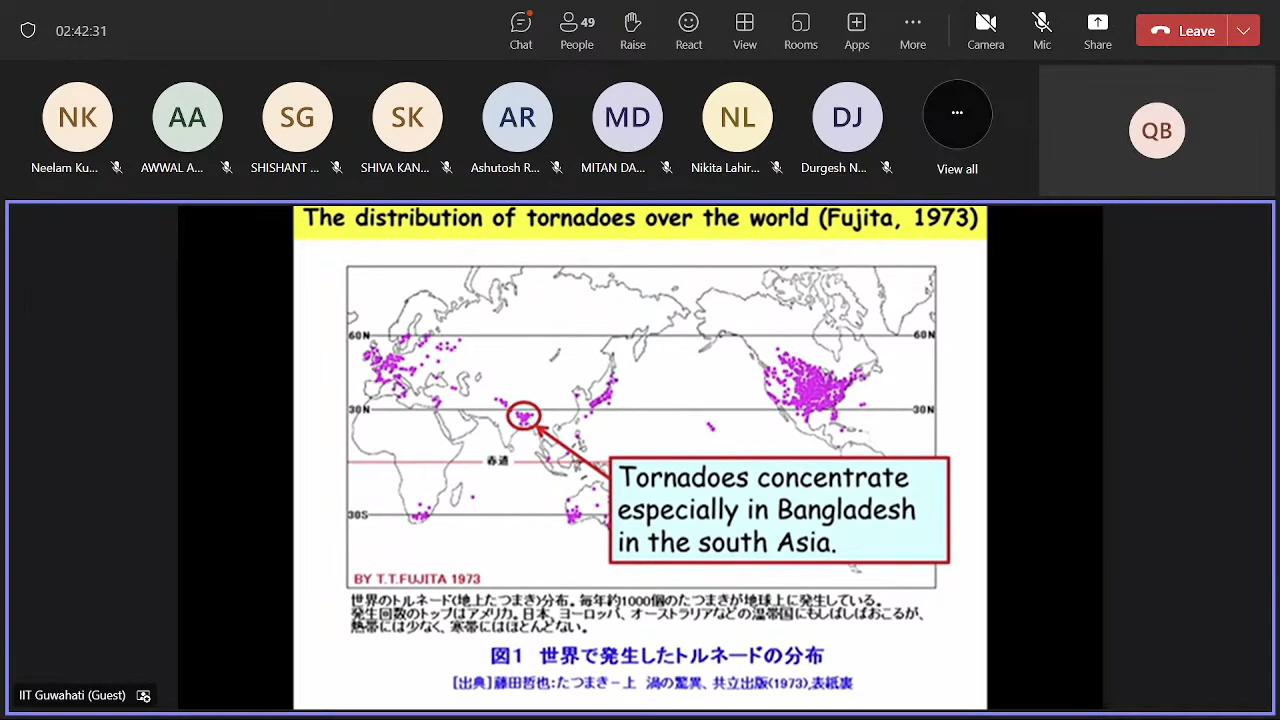 02:42:31
Chat
49
People
Raise
React
View
Rooms
Apps
More
Camera
Mic
Share
Leave
NK
AA
SG
SK
AR
MD
NL
DJ
QB
Neelam Ku...
AWWAL A...
SHISHANT ...
SHIVA KAN...
Ashutosh R...
MITAN DA...
Nikita Lahir...
Durgesh N...
View all
The distribution of tornadoes over the world (Fujita, 1973)
60N
60N
30N
30N
赤道
30S
Tornadoes concentrate
especially in Bangladesh
in the south Asia.
BY T.T.FUJITA 1973
世界のトルネード(地上たつまき)分布。毎年約1000個のたつまきが地球上に発生している。
発生回数のトップはアメリカ。日本、ヨーロッパ、オーストラリアなどの温帯国にもしばしばおこるが、
熱帯には少なく、寒帯にはほとんどない。
図1 世界で発生したトルネードの分布
[出典]藤田哲也:たつまき－上 渦の驚異、共立出版(1973),表紙裏
IIT Guwahati (Guest)